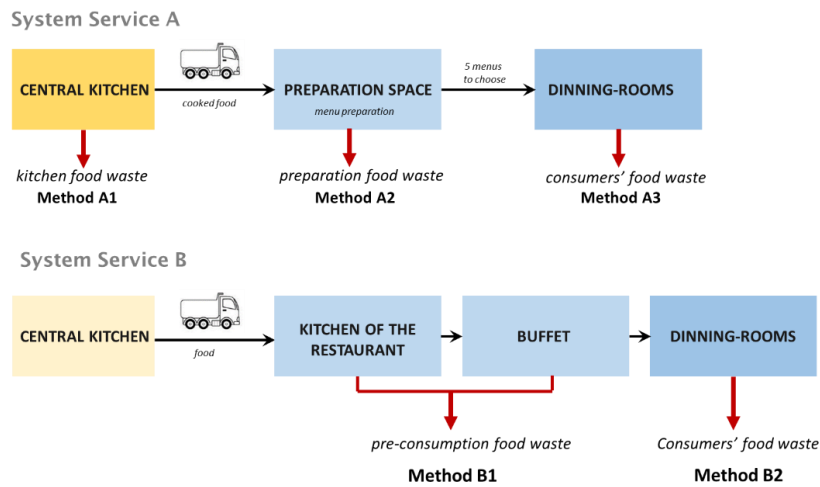 System Service A
CENTRAL KITCHEN
cooked food
PREPARATION SPACE
menu preparation
5 menus
to choose
DINNING-ROOMS
kitchen food waste
Method A1
preparation food waste
Method A2
consumers' food waste
Method A3
System Service B
CENTRAL KITCHEN
food
KITCHEN OF THE
RESTAURANT
BUFFET
DINNING-ROOMS
pre-consumption food waste
Method B1
Consumers' food waste
Method B2